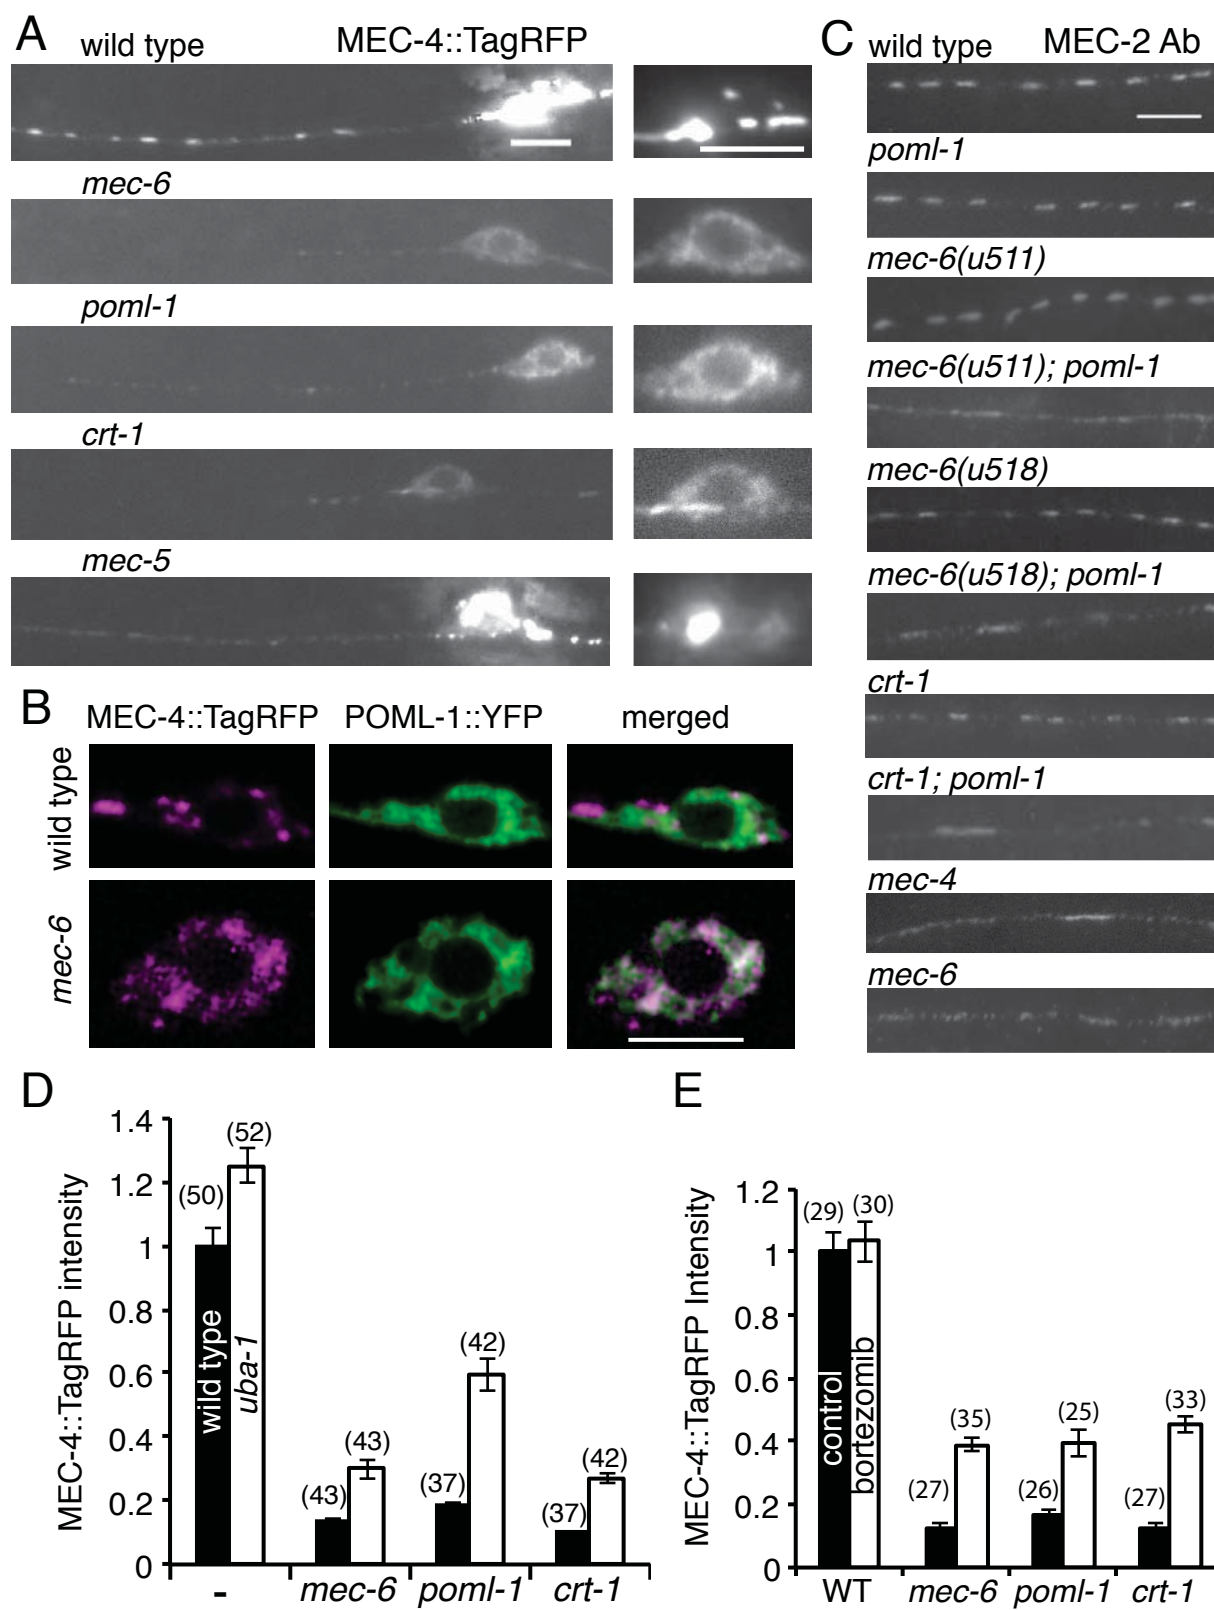 A
wild type
MEC-4::TagRFP
mec-6
poml-1
crt-1
mec-5
B
MEC-4::TagRFP
POML-1::YFP
merged
wild type
mec-6
C
wild type
MEC-2 Ab
poml-1
mec-6(u511)
mec-6(u511); poml-1
mec-6(u518)
mec-6(u518); poml-1
crt-1
crt-1; poml-1
mec-4
mec-6
D
MEC-4::TagRFP intensity
1.4
1.2
1
0.8
0.6
0.4
0.2
0
(50)
(52)
(43)
(43)
(37)
(42)
(37)
(42)
wild type
uba-1
-
mec-6
poml-1
crt-1
E
MEC-4::TagRFP Intensity
1.2
1
0.8
0.6
0.4
0.2
0
(29)
(30)
(27)
(35)
(26)
(25)
(27)
(33)
control
bortezomib
WT
mec-6
poml-1
crt-1